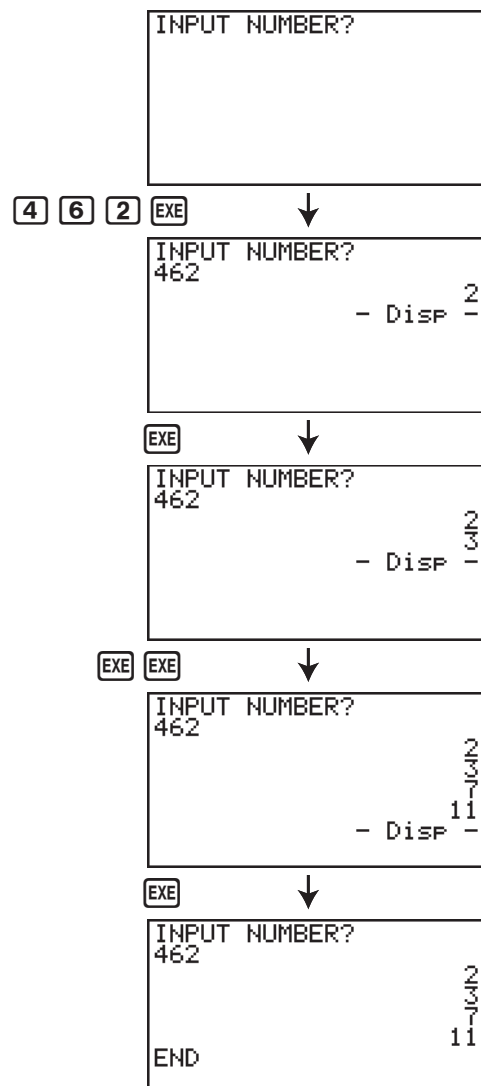 INPUT NUMBER?
4 6 2 EXE
INPUT NUMBER?
462
2
- Disp -
EXE
INPUT NUMBER?
462
2
3
- Disp -
EXE EXE
INPUT NUMBER?
462
2
3
7
11
- Disp -
EXE
INPUT NUMBER?
462
2
3
7
11
END